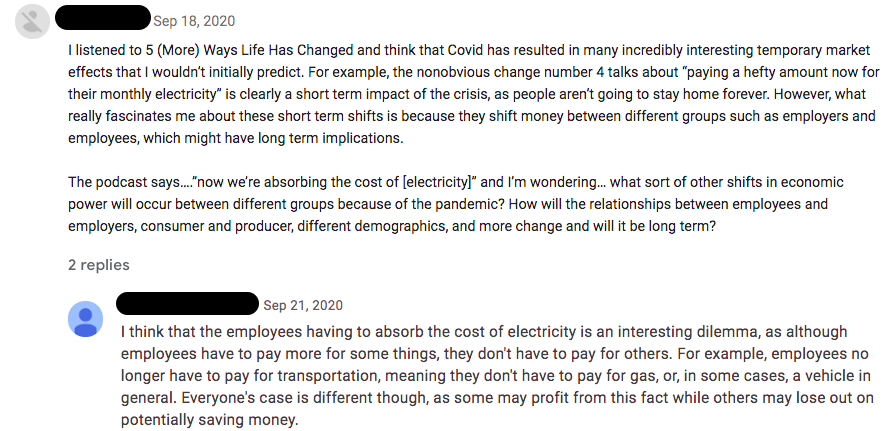 Sep 18, 2020
I listened to 5 (More) Ways Life Has Changed and think that Covid has resulted in many incredibly interesting temporary market
effects that I wouldn't initially predict. For example, the nonobvious change number 4 talks about “paying a hefty amount now for
their monthly electricity” is clearly a short term impact of the crisis, as people aren't going to stay home forever. However, what
really fascinates me about these short term shifts is because they shift money between different groups such as employers and
employees, which might have long term implications.
The podcast says....”now we're absorbing the cost of [electricity]” and I'm wondering... what sort of other shifts in economic
power will occur between different groups because of the pandemic? How will the relationships between employees and
employers, consumer and producer, different demographics, and more change and will it be long term?
2 replies
Sep 21, 2020
I think that the employees having to absorb the cost of electricity is an interesting dilemma, as although
employees have to pay more for some things, they don't have to pay for others. For example, employees no
longer have to pay for transportation, meaning they don't have to pay for gas, or, in some cases, a vehicle in
general. Everyone's case is different though, as some may profit from this fact while others may lose out on
potentially saving money.